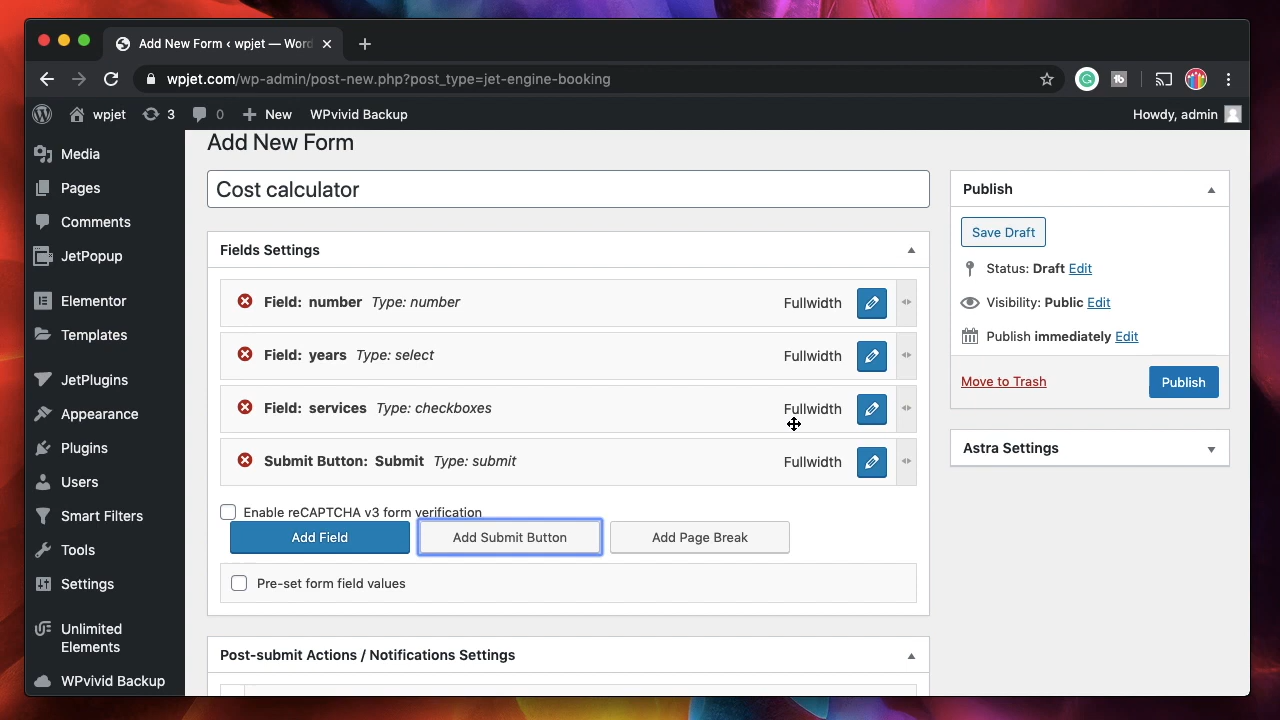 Add New Form ‹ wpjet — Word
wpjet.com/wp-admin/post-new.php?post_type=jet-engine-booking
wpjet 3 0 New WPvivid Backup Howdy, admin
Media
Pages
Comments
JetPopup
Elementor
Templates
JetPlugins
Appearance
Plugins
Users
Smart Filters
Tools
Settings
Unlimited
Elements
WPvivid Backup
Add New Form
Cost calculator
Fields Settings
Field: number Type: number Fullwidth
Field: years Type: select Fullwidth
Field: services Type: checkboxes Fullwidth
Submit Button: Submit Type: submit Fullwidth
Enable reCAPTCHA v3 form verification
Add Field Add Submit Button Add Page Break
Pre-set form field values
Post-submit Actions / Notifications Settings
Publish
Save Draft
Status: Draft Edit
Visibility: Public Edit
Publish immediately Edit
Move to Trash Publish
Astra Settings